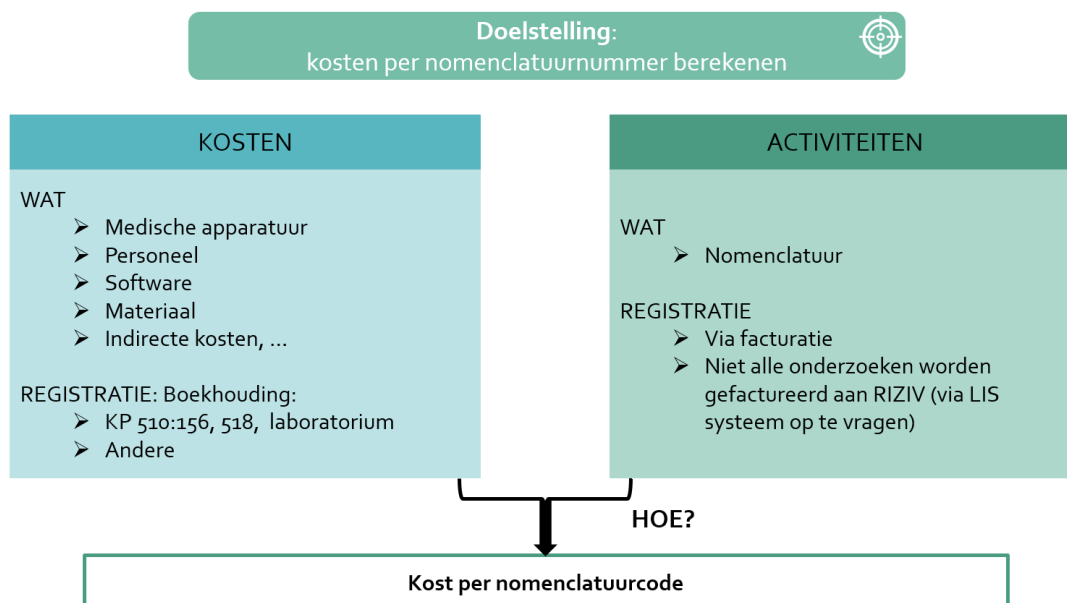 Doelstelling:
kosten per nomenclatuurnummer berekenen
KOSTEN
WAT
➢ Medische apparatuur
➢ Personeel
➢ Software
➢ Materiaal
➢ Indirecte kosten, ...
REGISTRATIE: Boekhouding:
➢ KP 510:156, 518, laboratorium
➢ Andere
ACTIVITEITEN
WAT
➢ Nomenclatuur
REGISTRATIE
➢ Via facturatie
➢ Niet alle onderzoeken worden
gefactureerd aan RIZIV (via LIS
systeem op te vragen)
HOE?
Kost per nomenclatuurcode